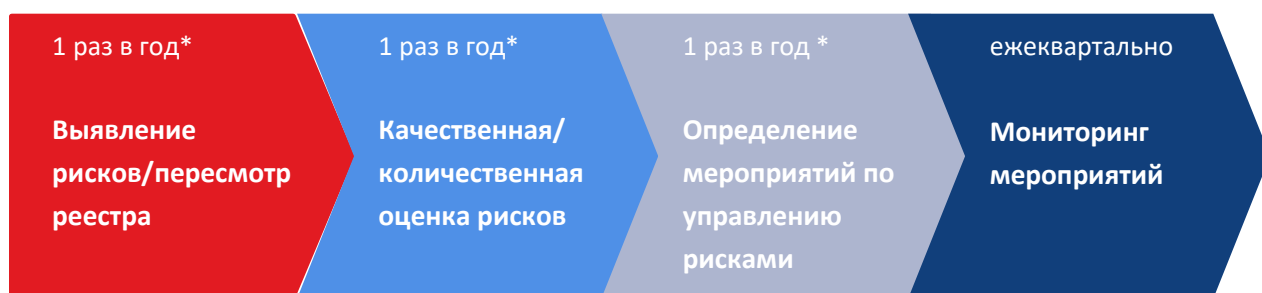 1 раз в год*
Выявление
рисков/пересмотр
реестра
1 раз в год*
Качественная/
количественная
оценка рисков
1 раз в год *
Определение
мероприятий по
управлению
рисками
ежеквартально
Мониторинг
мероприятий